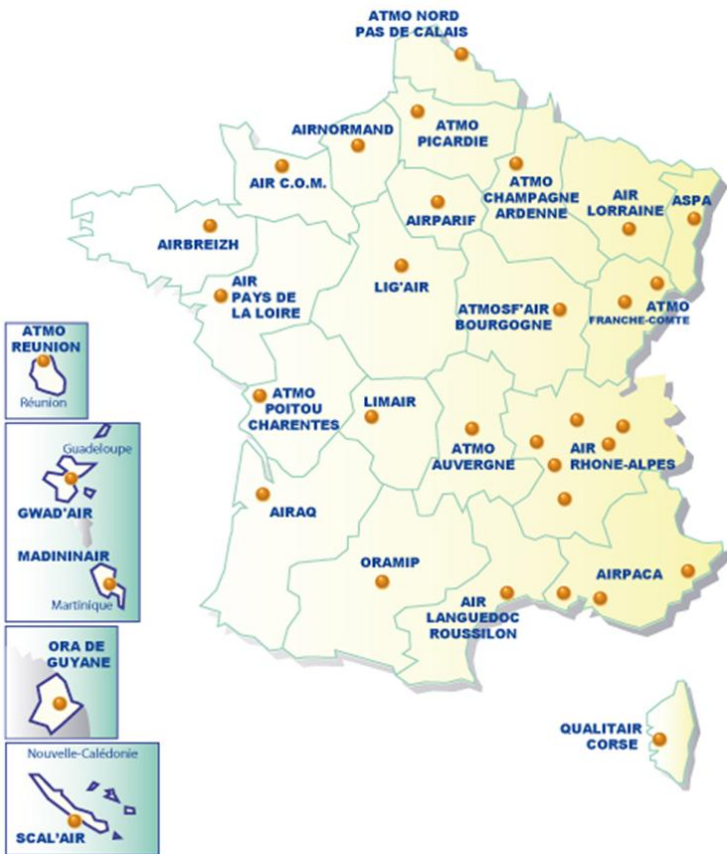 ATMO NORD
PAS DE CALAIS
ATMO
PICARDIE
AIRNORMAND
AIR C.O.M.
ATMO
CHAMPAGNE
ARDENNE
AIR
LORRAINE
ASPA
AIRPARIF
AIRBREIZH
AIR
PAYS DE
LA LOIRE
LIG'AIR
ATMOSF'AIR
BOURGOGNE
ATMO
FRANCHE-COMTE
ATMO
REUNION
Réunion
ATMO
POITOU
CHARENTES
LIMAIR
ATMO
AUVERGNE
AIR
RHONE-ALPES
Guadeloupe
GWAD'AIR
MADININAIR
Martinique
AIRAQ
ORAMIP
AIR
LANGUEDOC
ROUSSILON
AIRPACA
ORA DE
GUYANE
QUALITAIR
CORSE
Nouvelle-Calédonie
SCAL'AIR